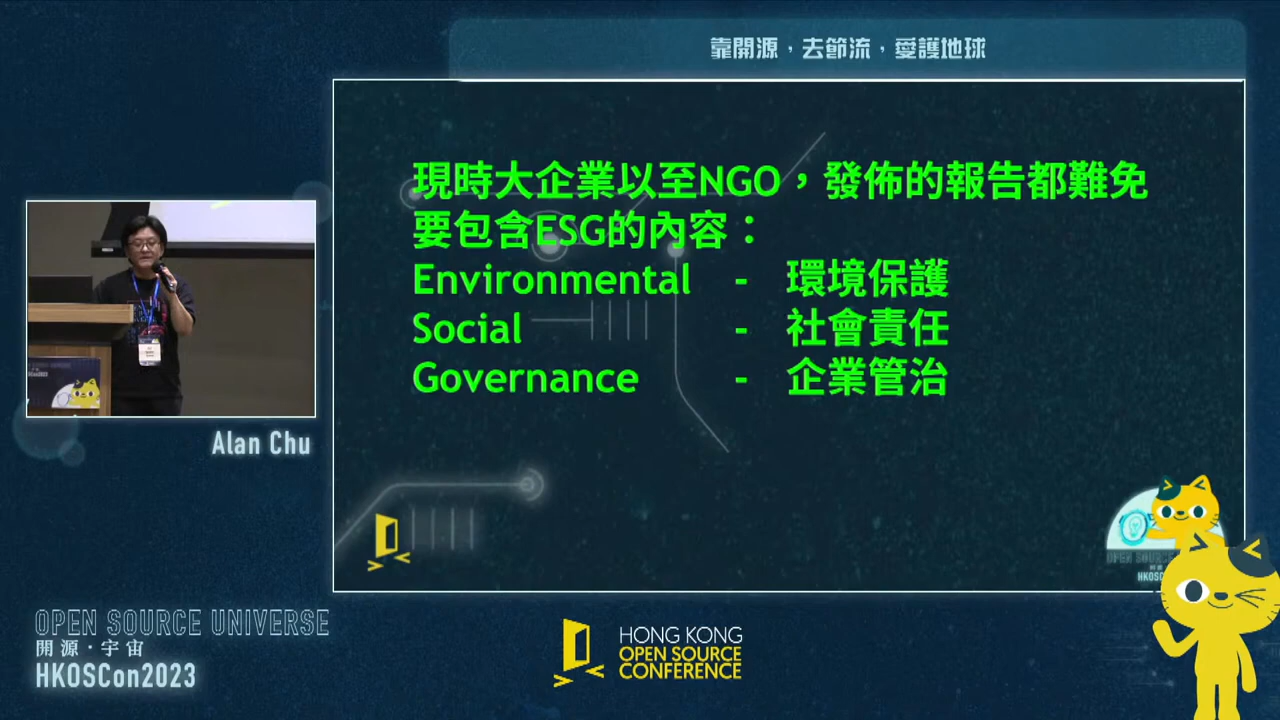 靠開源，去節流，愛護地球
現時大企業以至NGO，發佈的報告都難免
要包含ESG的內容：
Environmental - 環境保護
Social - 社會責任
Governance - 企業管治
Alan Chu
OPEN SOURCE UNIVERSE
開源·宇宙
HKOSCon2023
HONG KONG
OPEN SOURCE
CONFERENCE